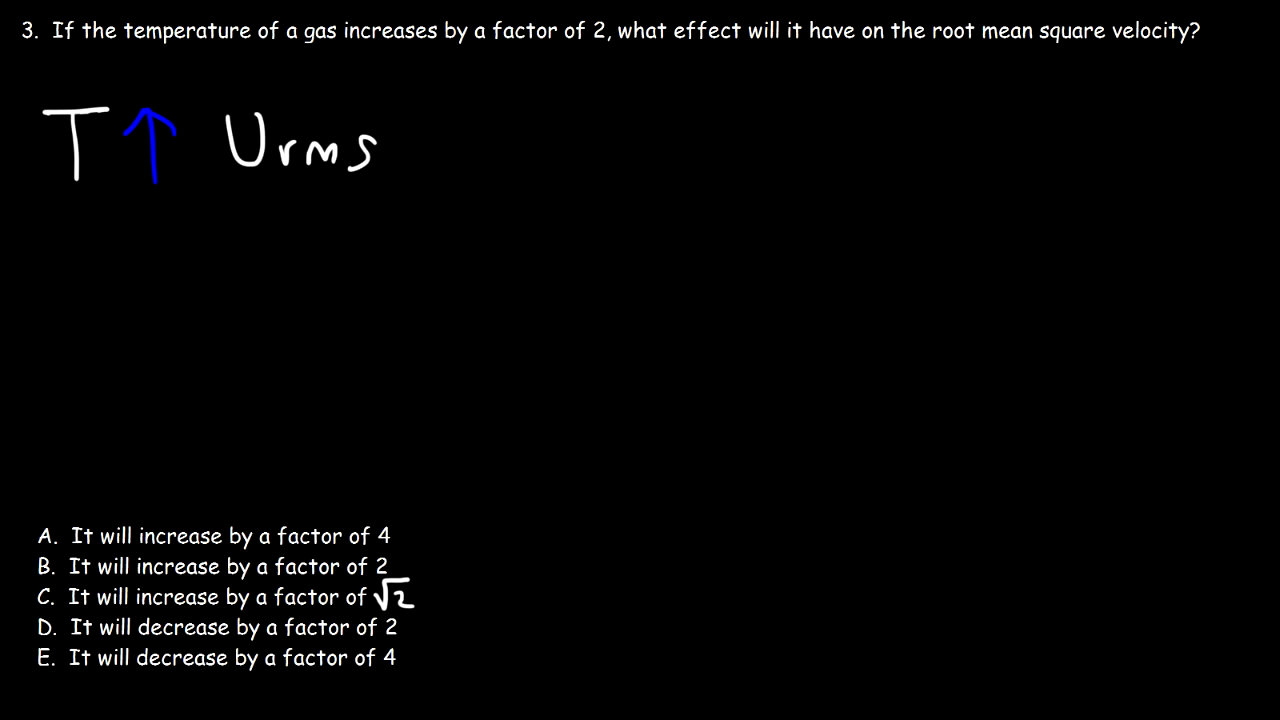 3. If the temperature of a gas increases by a factor of 2, what effect will it have on the root mean square velocity?
T↑ Urms
A. It will increase by a factor of 4
B. It will increase by a factor of 2
C. It will increase by a factor of √2
D. It will decrease by a factor of 2
E. It will decrease by a factor of 4